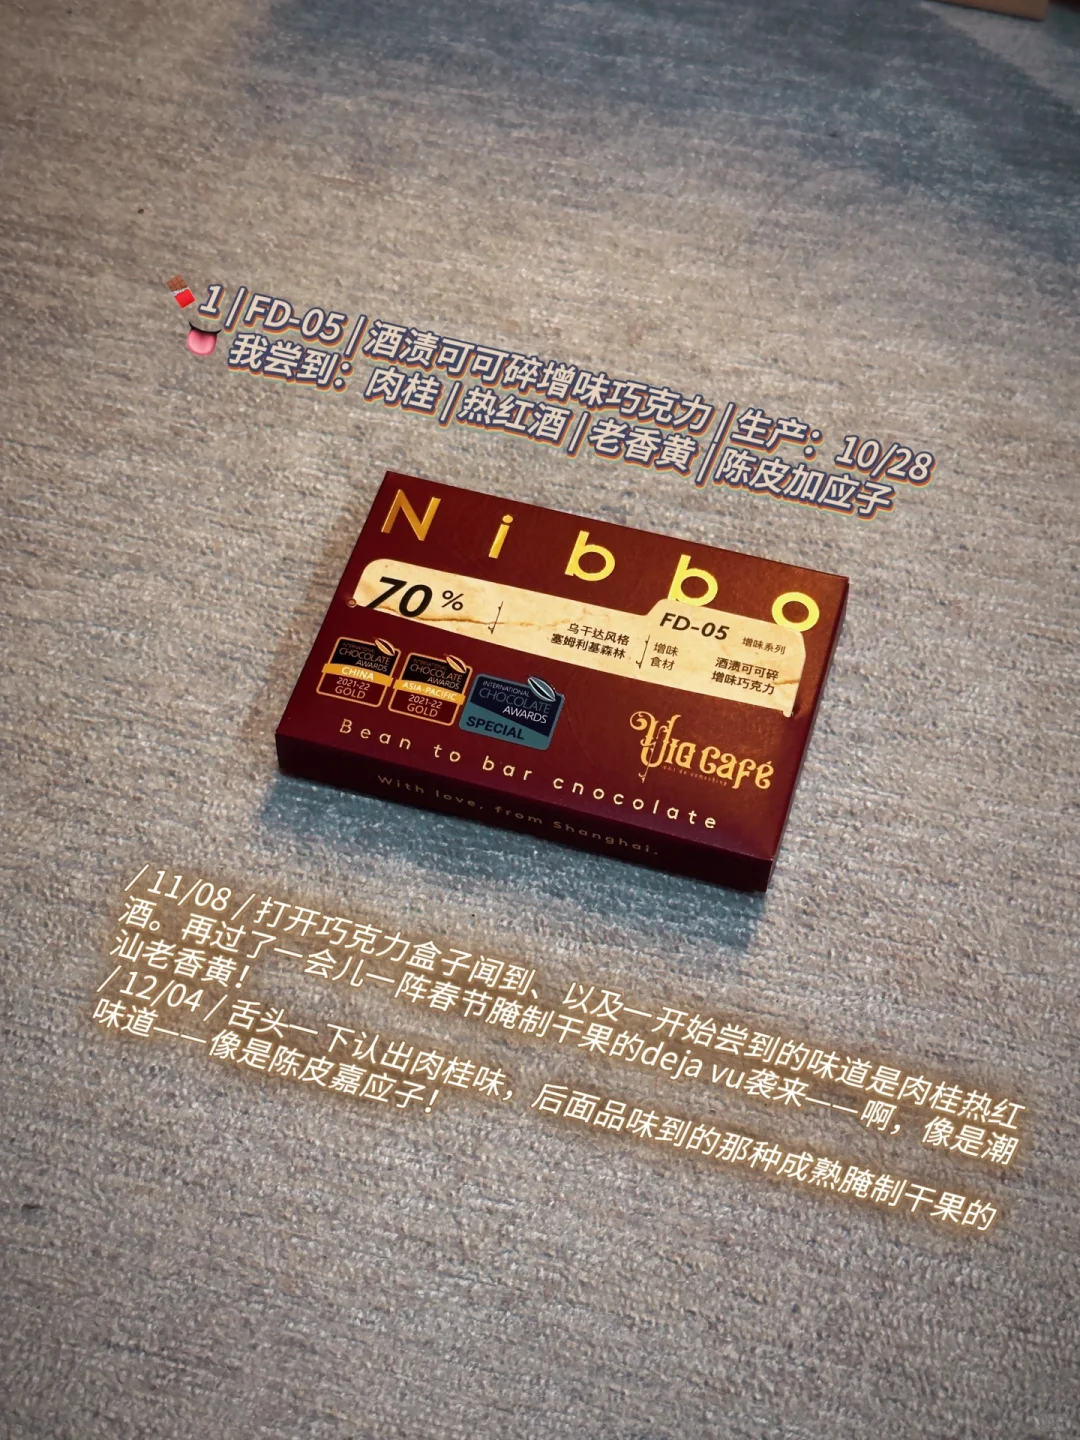 🍫1 | FD-05 | 酒渍可可碎增味巧克力 | 生产：10/28
👅我尝到：肉桂 | 热红酒 | 老香黄 | 陈皮加应子
Nibbo
70%
乌干达风格
塞姆利基森林
增味
食材
FD-05 增味系列
酒渍可可碎
增味巧克力
INTERNATIONAL
CHOCOLATE
AWARDS
CHINA
2021-22
GOLD
INTERNATIONAL
CHOCOLATE
AWARDS
ASIA-PACIFIC
2021-22
GOLD
INTERNATIONAL
CHOCOLATE
AWARDS
SPECIAL
Via Café
Bean to bar cnocolate
With love, from Shanghai.
/ 11/08 / 打开巧克力盒子闻到、以及一开始尝到的味道是肉桂热红
酒。再过了一会儿一阵春节腌制干果的deja vu袭来——啊，像是潮
汕老香黄！
/ 12/04 / 舌头一下认出肉桂味，后面品味到的那种成熟腌制干果的
味道——像是陈皮嘉应子！